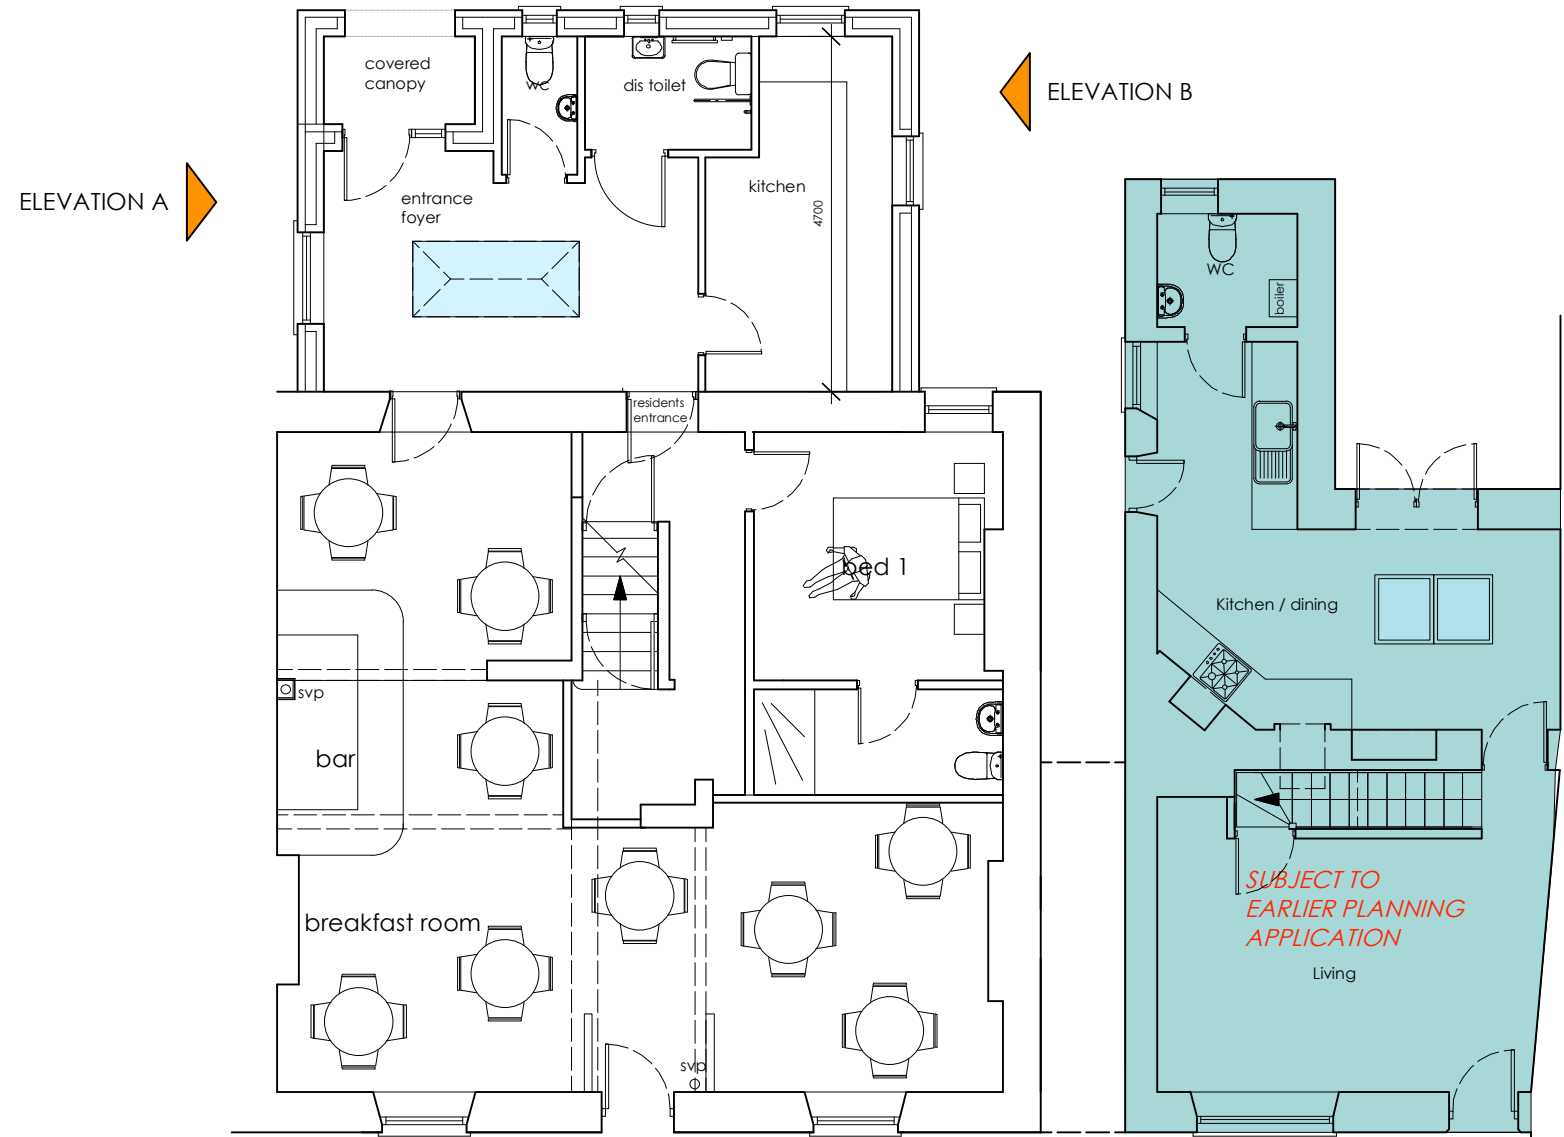 covered
canopy
WC
dis toilet
ELEVATION B
ELEVATION A
entrance
foyer
kitchen
4700
WC
boiler
residents
entrance
bed 1
Kitchen / dining
svp
bar
SUBJECT TO
EARLIER PLANNING
APPLICATION
breakfast room
Living
svp